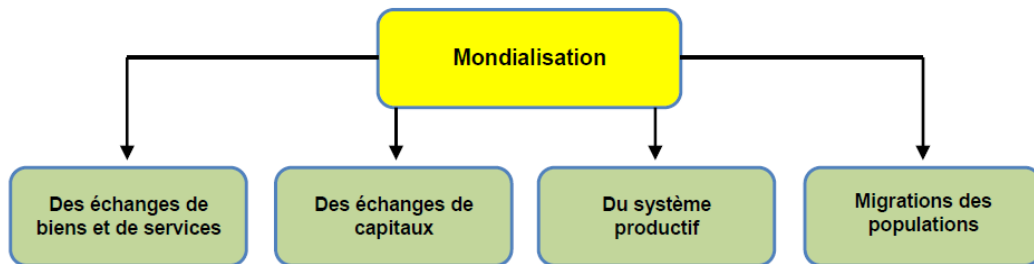 Mondialisation
Des échanges de
biens et de services
Des échanges de
capitaux
Du système
productif
Migrations des
populations